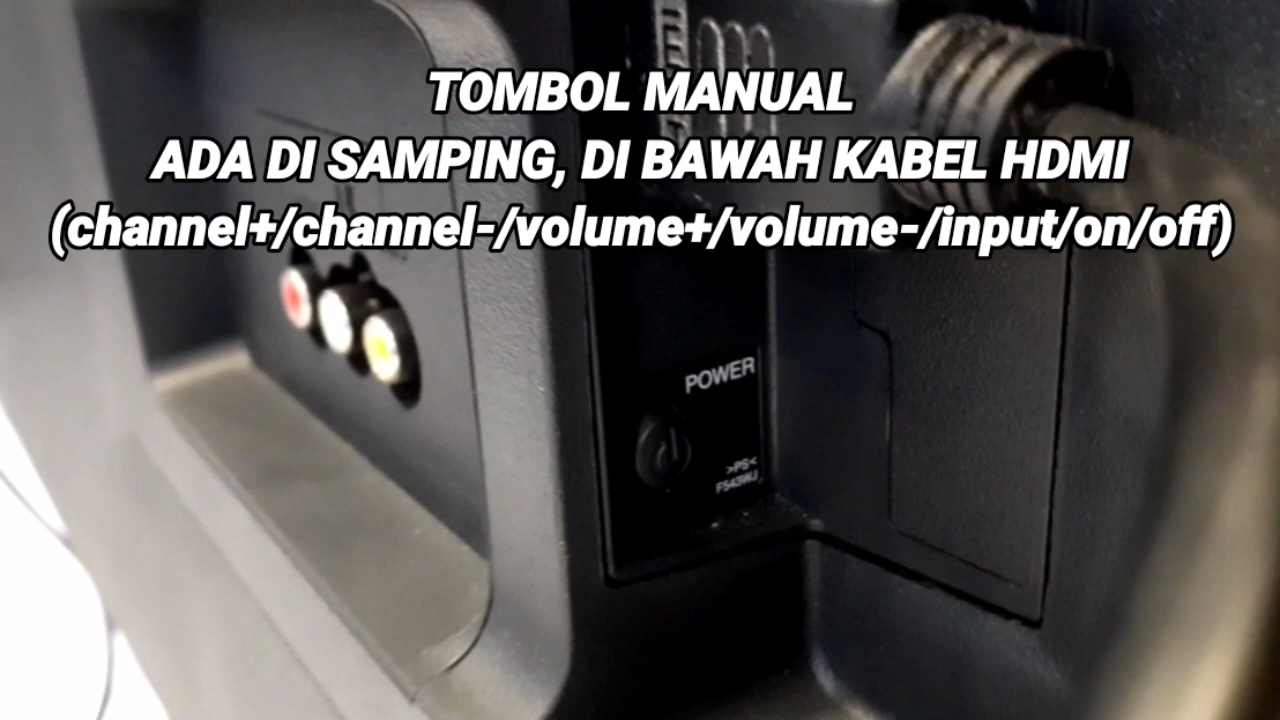 TOMBOL MANUAL
ADA DI SAMPING, DI BAWAH KABEL HDMI
(channel+/channel-/volume+/volume-/input/on/off)
POWER
>PS<